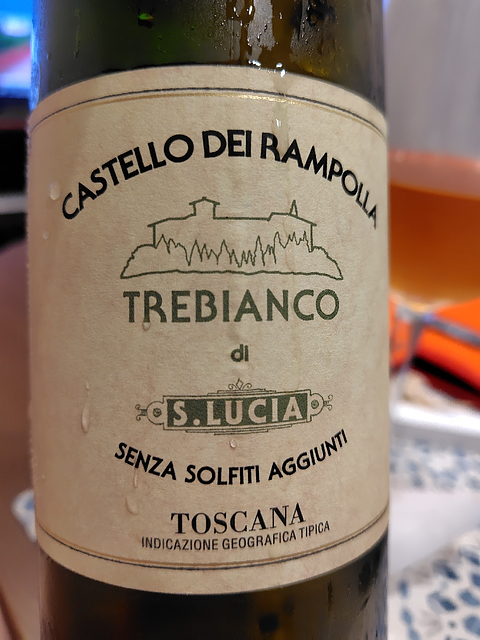 CASTELLO DEI RAMPOLLA
TREBIANCO
di
S. LUCIA
SENZA SOLFITI AGGIUNTI
TOSCANA
INDICAZIONE GEOGRAFICA TIPICA